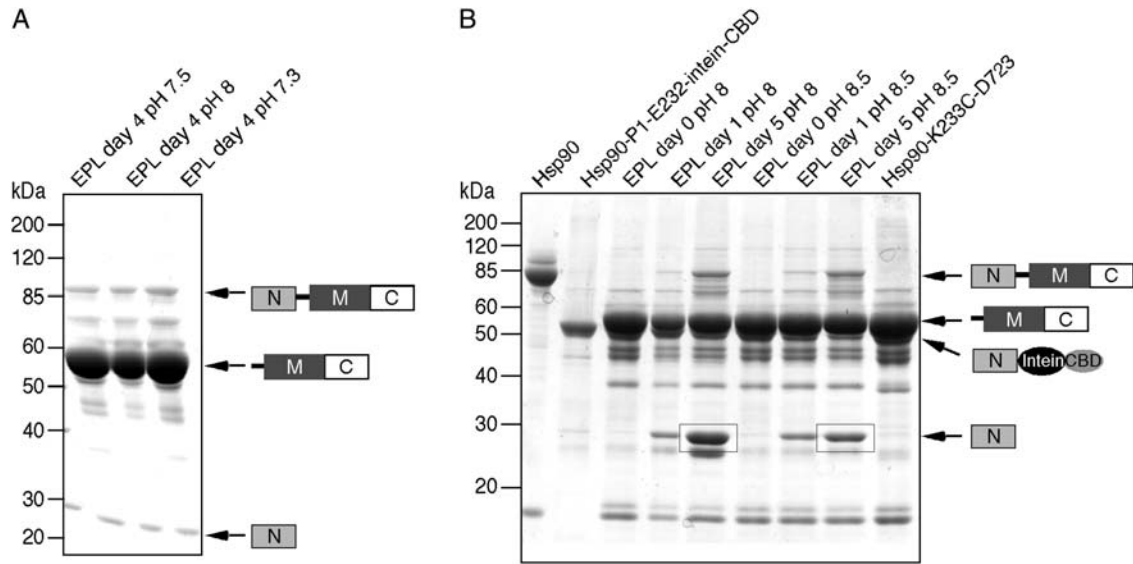 A
EPL day 4 pH 7.5
EPL day 4 pH 8
EPL day 4 pH 7.3
kDa
200
120
85
60
50
40
30
20
N M C
M C
N
B
Hsp90
Hsp90-P1-E232-intein-CBD
EPL day 0 pH 8
EPL day 1 pH 8
EPL day 5 pH 8
EPL day 0 pH 8.5
EPL day 1 pH 8.5
EPL day 5 pH 8.5
Hsp90-K233C-D723
kDa
200
120
85
60
50
40
30
20
N M C
M C
N Intein CBD
N